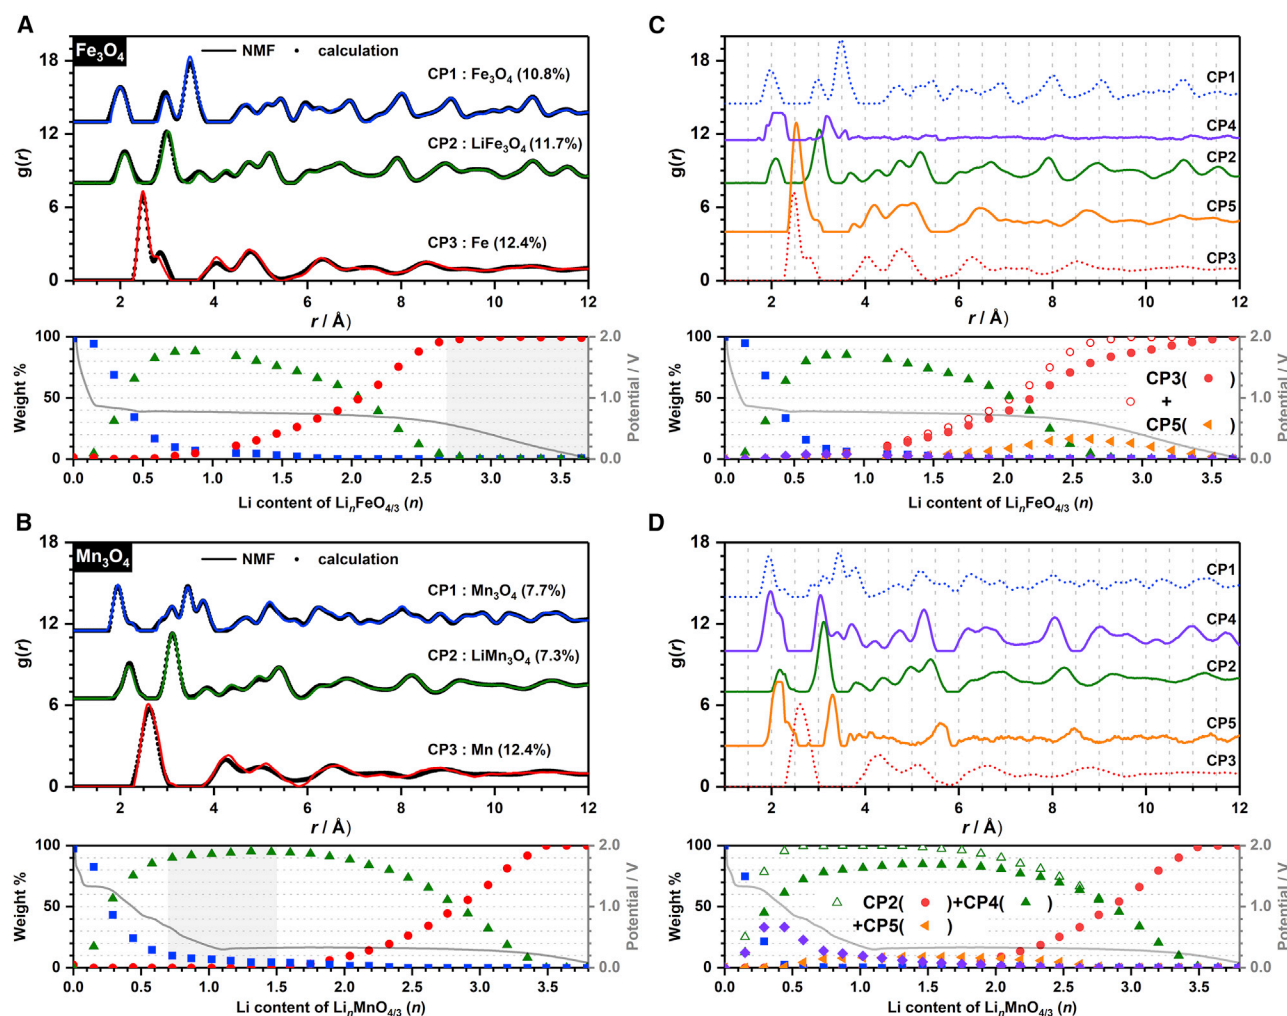 A
Fe3O4
NMF • calculation
CP1 : Fe3O4 (10.8%)
CP2 : LiFe3O4 (11.7%)
CP3 : Fe (12.4%)
g(r)
18
12
6
0
2 4 6 8 10 12
r / Å)
Weight %
100
50
0
2.0
1.0
0.0
Potential / V
0.0 0.5 1.0 1.5 2.0 2.5 3.0 3.5
Li content of LinFeO4/3 (n)
C
g(r)
18
12
6
0
CP1
CP4
CP2
CP5
CP3
2 4 6 8 10 12
r / Å)
Weight %
100
50
0
CP3( )
+
CP5( )
2.0
1.0
0.0
Potential / V
0.0 0.5 1.0 1.5 2.0 2.5 3.0 3.5
Li content of LinFeO4/3 (n)
B
Mn3O4
NMF • calculation
CP1 : Mn3O4 (7.7%)
CP2 : LiMn3O4 (7.3%)
CP3 : Mn (12.4%)
g(r)
18
12
6
0
2 4 6 8 10 12
r / Å)
Weight %
100
50
0
2.0
1.0
0.0
Potential / V
0.0 0.5 1.0 1.5 2.0 2.5 3.0 3.5
Li content of LinMnO4/3 (n)
D
g(r)
18
12
6
0
CP1
CP4
CP2
CP5
CP3
2 4 6 8 10 12
r / Å)
Weight %
100
50
0
CP2( )+CP4( )
+CP5( )
2.0
1.0
0.0
Potential / V
0.0 0.5 1.0 1.5 2.0 2.5 3.0 3.5
Li content of LinMnO4/3 (n)